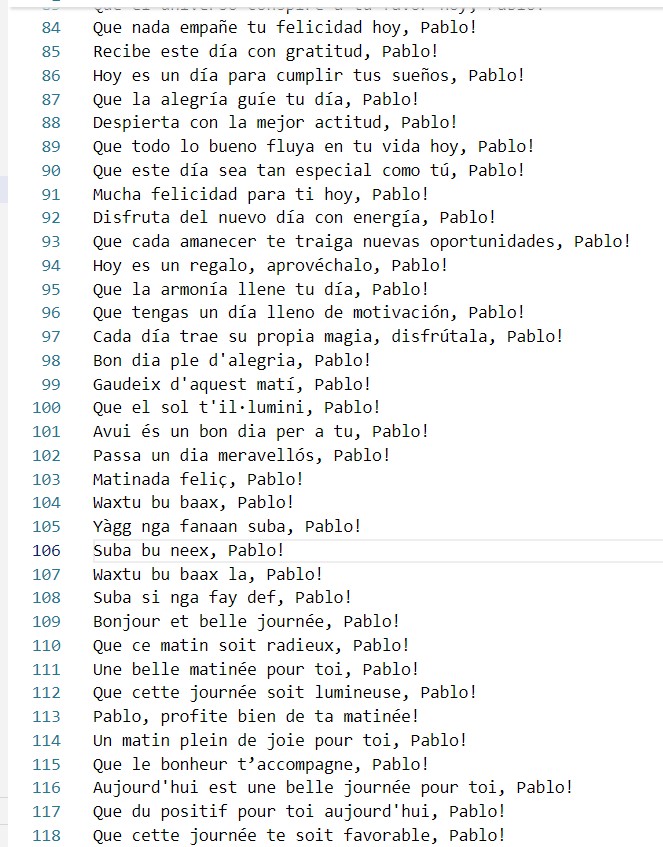 84 Que nada empañe tu felicidad hoy, Pablo!
85 Recibe este día con gratitud, Pablo!
86 Hoy es un día para cumplir tus sueños, Pablo!
87 Que la alegría guíe tu día, Pablo!
88 Despierta con la mejor actitud, Pablo!
89 Que todo lo bueno fluya en tu vida hoy, Pablo!
90 Que este día sea tan especial como tú, Pablo!
91 Mucha felicidad para ti hoy, Pablo!
92 Disfruta del nuevo día con energía, Pablo!
93 Que cada amanecer te traiga nuevas oportunidades, Pablo!
94 Hoy es un regalo, aprovéchalo, Pablo!
95 Que la armonía llene tu día, Pablo!
96 Que tengas un día lleno de motivación, Pablo!
97 Cada día trae su propia magia, disfrútala, Pablo!
98 Bon dia ple d'alegria, Pablo!
99 Gaudeix d'aquest matí, Pablo!
100 Que el sol t'il·lumini, Pablo!
101 Avui és un bon dia per a tu, Pablo!
102 Passa un dia meravellós, Pablo!
103 Matinada feliç, Pablo!
104 Waxtu bu baax, Pablo!
105 Yàgg nga fanaan suba, Pablo!
106 Suba bu neex, Pablo!
107 Waxtu bu baax la, Pablo!
108 Suba si nga fay def, Pablo!
109 Bonjour et belle journée, Pablo!
110 Que ce matin soit radieux, Pablo!
111 Une belle matinée pour toi, Pablo!
112 Que cette journée soit lumineuse, Pablo!
113 Pablo, profite bien de ta matinée!
114 Un matin plein de joie pour toi, Pablo!
115 Que le bonheur t’accompagne, Pablo!
116 Aujourd'hui est une belle journée pour toi, Pablo!
117 Que du positif pour toi aujourd'hui, Pablo!
118 Que cette journée te soit favorable, Pablo!